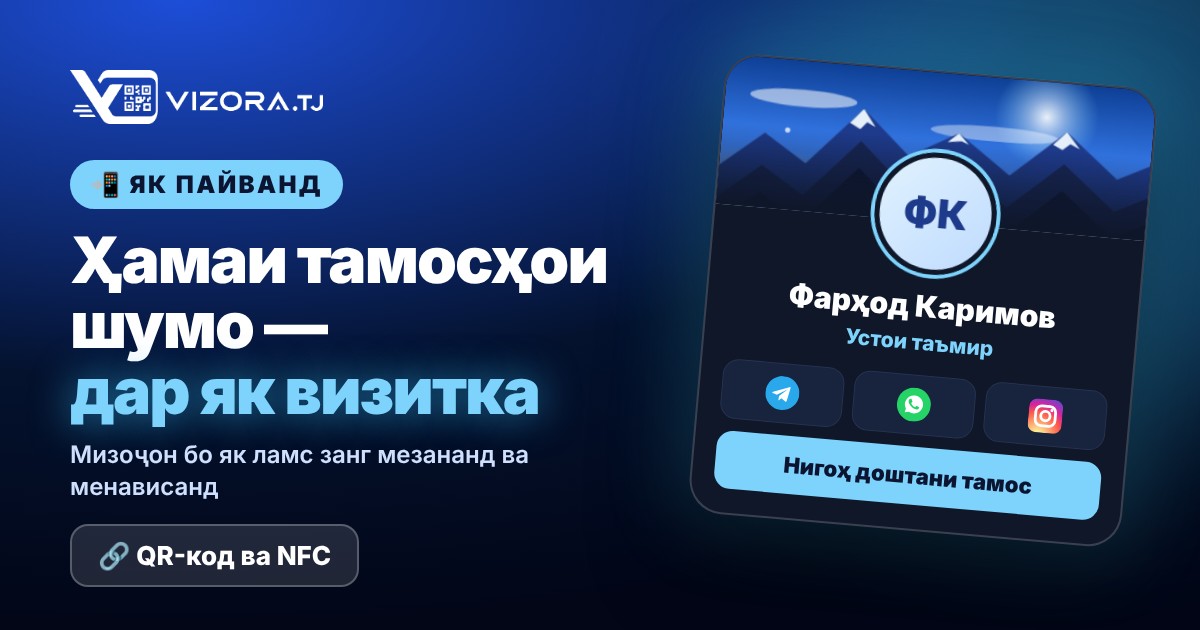 VIZORA.TJ
ЯК ПАЙВАНД
Ҳамаи тамосҳои
шумо —
дар як визитка
Мизоҷон бо як ламс занг мезананд ва
менависанд
🔗 QR-код ва NFC
ФК
Фарҳод Каримов
Устои таъмир
Нигоҳ доштани тамос